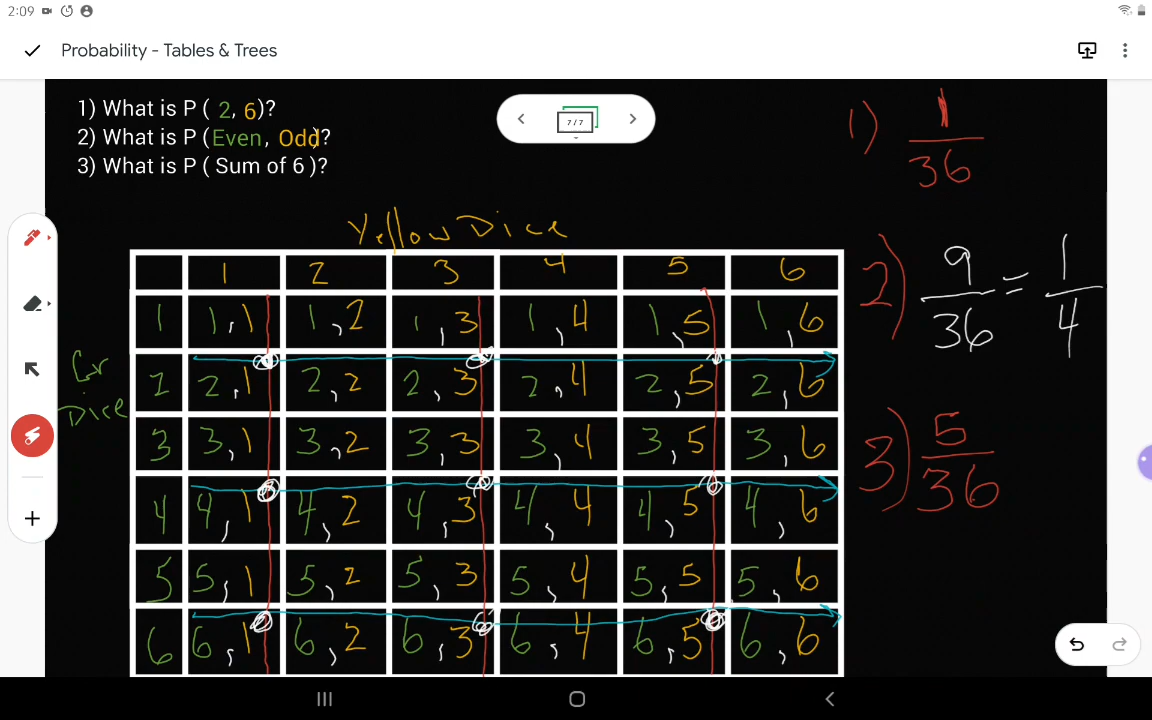 2:09
Probability - Tables & Trees
1) What is P ( 2, 6)?
2) What is P (Even, Odd)?
3) What is P ( Sum of 6 )?
7 / 7
1) 1/36
2) 9/36 = 1/4
3) 5/36
Yellow Dice
Gr Dice
1 2 3 4 5 6
1 1,1 1,2 1,3 1,4 1,5 1,6
2 2,1 2,2 2,3 2,4 2,5 2,6
3 3,1 3,2 3,3 3,4 3,5 3,6
4 4,1 4,2 4,3 4,4 4,5 4,6
5 5,1 5,2 5,3 5,4 5,5 5,6
6 6,1 6,2 6,3 6,4 6,5 6,6